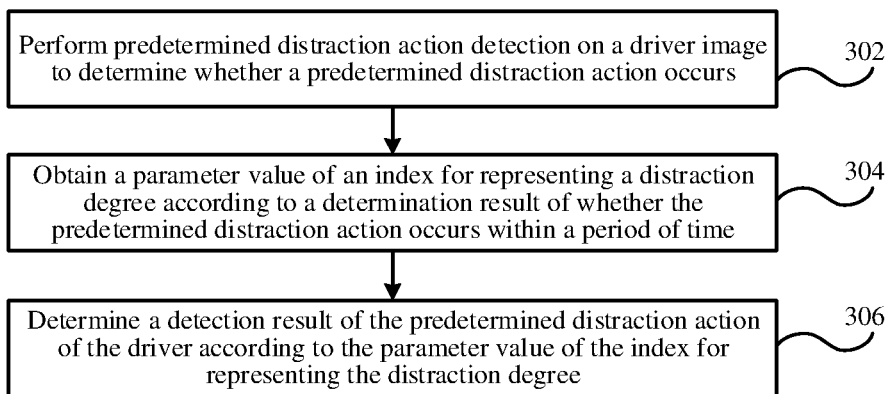 Perform predetermined distraction action detection on a driver image
to determine whether a predetermined distraction action occurs
302
Obtain a parameter value of an index for representing a distraction
degree according to a determination result of whether the
predetermined distraction action occurs within a period of time
304
Determine a detection result of the predetermined distraction action
of the driver according to the parameter value of the index for
representing the distraction degree
306